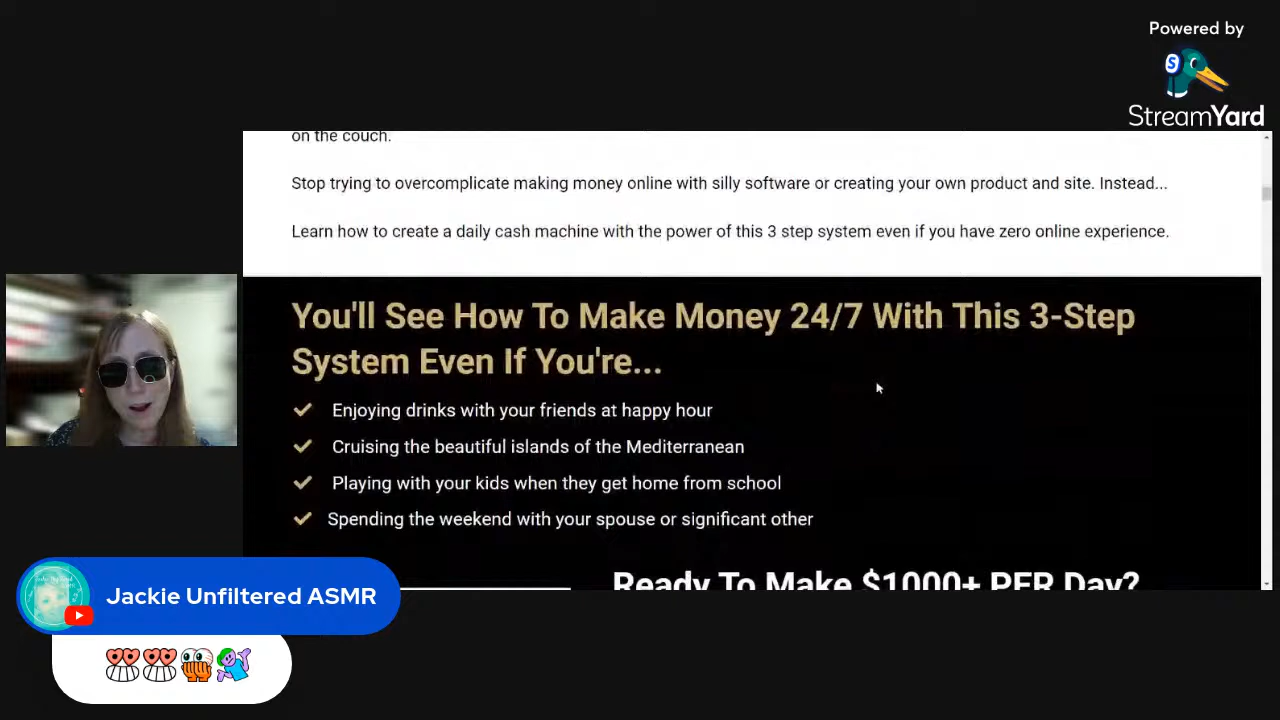 Powered by
StreamYard
on the couch.
Stop trying to overcomplicate making money online with silly software or creating your own product and site. Instead...
Learn how to create a daily cash machine with the power of this 3 step system even if you have zero online experience.
You'll See How To Make Money 24/7 With This 3-Step
System Even If You're...
Enjoying drinks with your friends at happy hour
Cruising the beautiful islands of the Mediterranean
Playing with your kids when they get home from school
Spending the weekend with your spouse or significant other
Ready To Make $1000+ PER Day?
Jackie Unfiltered ASMR